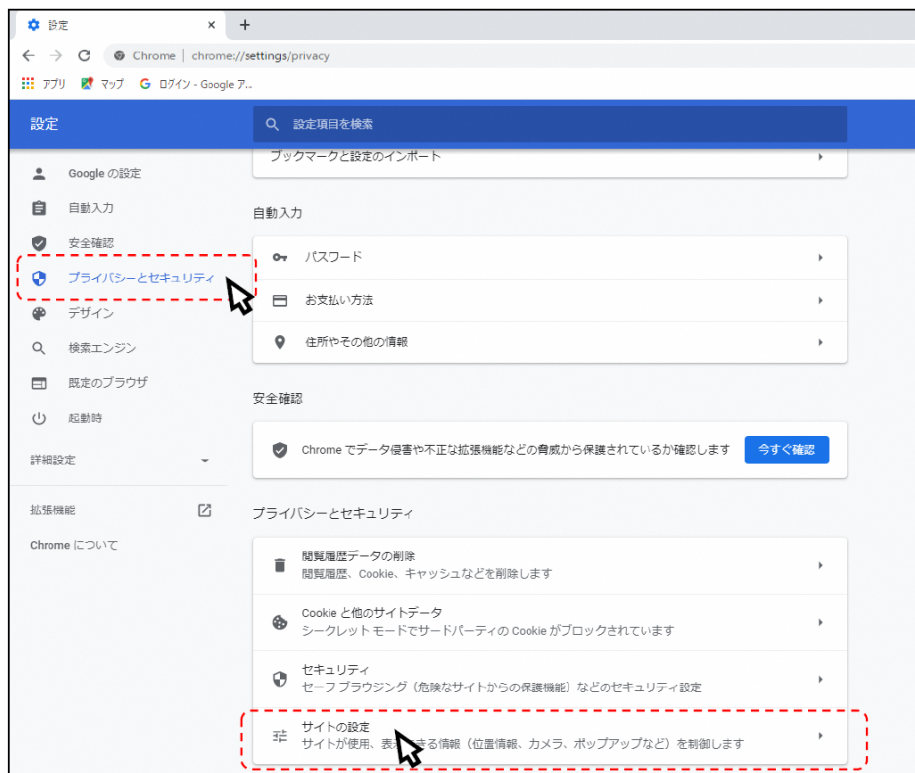 設定
Chrome | chrome://settings/privacy
アプリ マップ ログイン - Google ア...
設定
設定項目を検索
Google の設定
自動入力
安全確認
プライバシーとセキュリティ
デザイン
検索エンジン
既定のブラウザ
起動時
詳細設定
拡張機能
Chrome について
ブックマークと設定のインポート
自動入力
パスワード
お支払い方法
住所やその他の情報
安全確認
Chrome でデータ侵害や不正な拡張機能などの脅威から保護されているか確認します
今すぐ確認
プライバシーとセキュリティ
閲覧履歴データの削除
閲覧履歴、Cookie、キャッシュなどを削除します
Cookie と他のサイトデータ
シークレット モードでサードパーティの Cookie がブロックされています
セキュリティ
セーフ ブラウジング（危険なサイトからの保護機能）などのセキュリティ設定
サイトの設定
サイトが使用、表 きる情報（位置情報、カメラ、ポップアップなど）を制御します